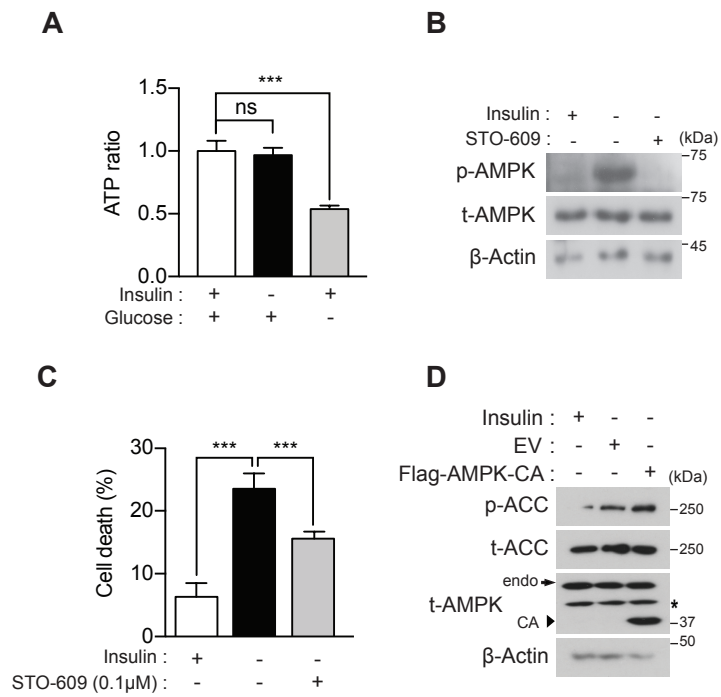 A
1.5
1.0
0.5
0.0
ATP ratio
***
ns
Insulin : + - +
Glucose : + + -
B
Insulin : + - -
STO-609 : - - + (kDa)
p-AMPK 75
t-AMPK 75
β-Actin 45
C
30
20
10
0
Cell death (%)
*** ***
Insulin + - -
STO-609 (0.1µM) - - +
D
Insulin : + - -
EV : - + -
Flag-AMPK-CA : - - + (kDa)
p-ACC 250
t-ACC 250
endo
t-AMPK *
CA 37
50
β-Actin